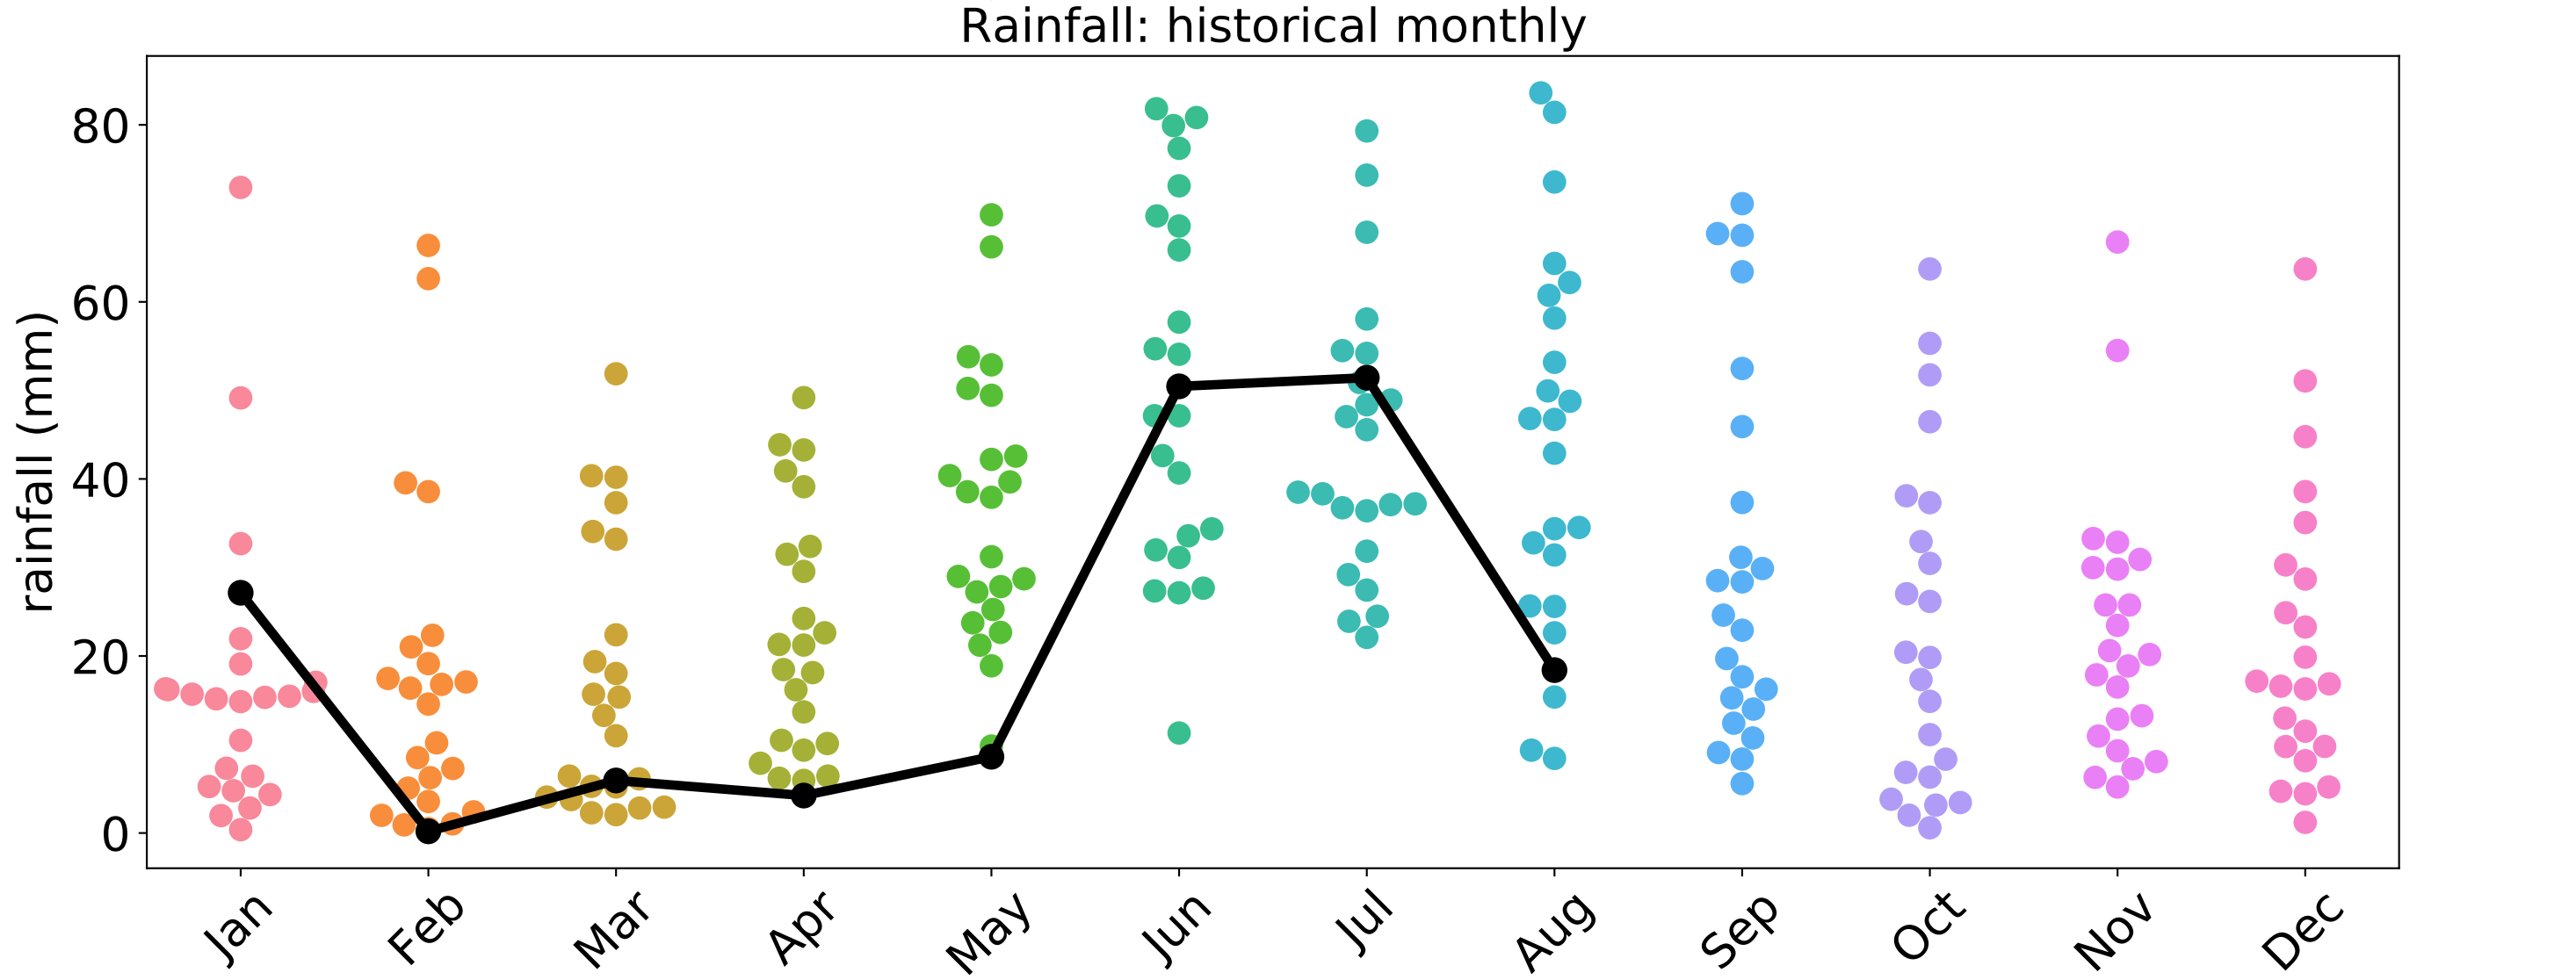 Rainfall: historical monthly
rainfall (mm)
80
60
40
20
0
Jan Feb Mar Apr May Jun Jul Aug Sep Oct Nov Dec